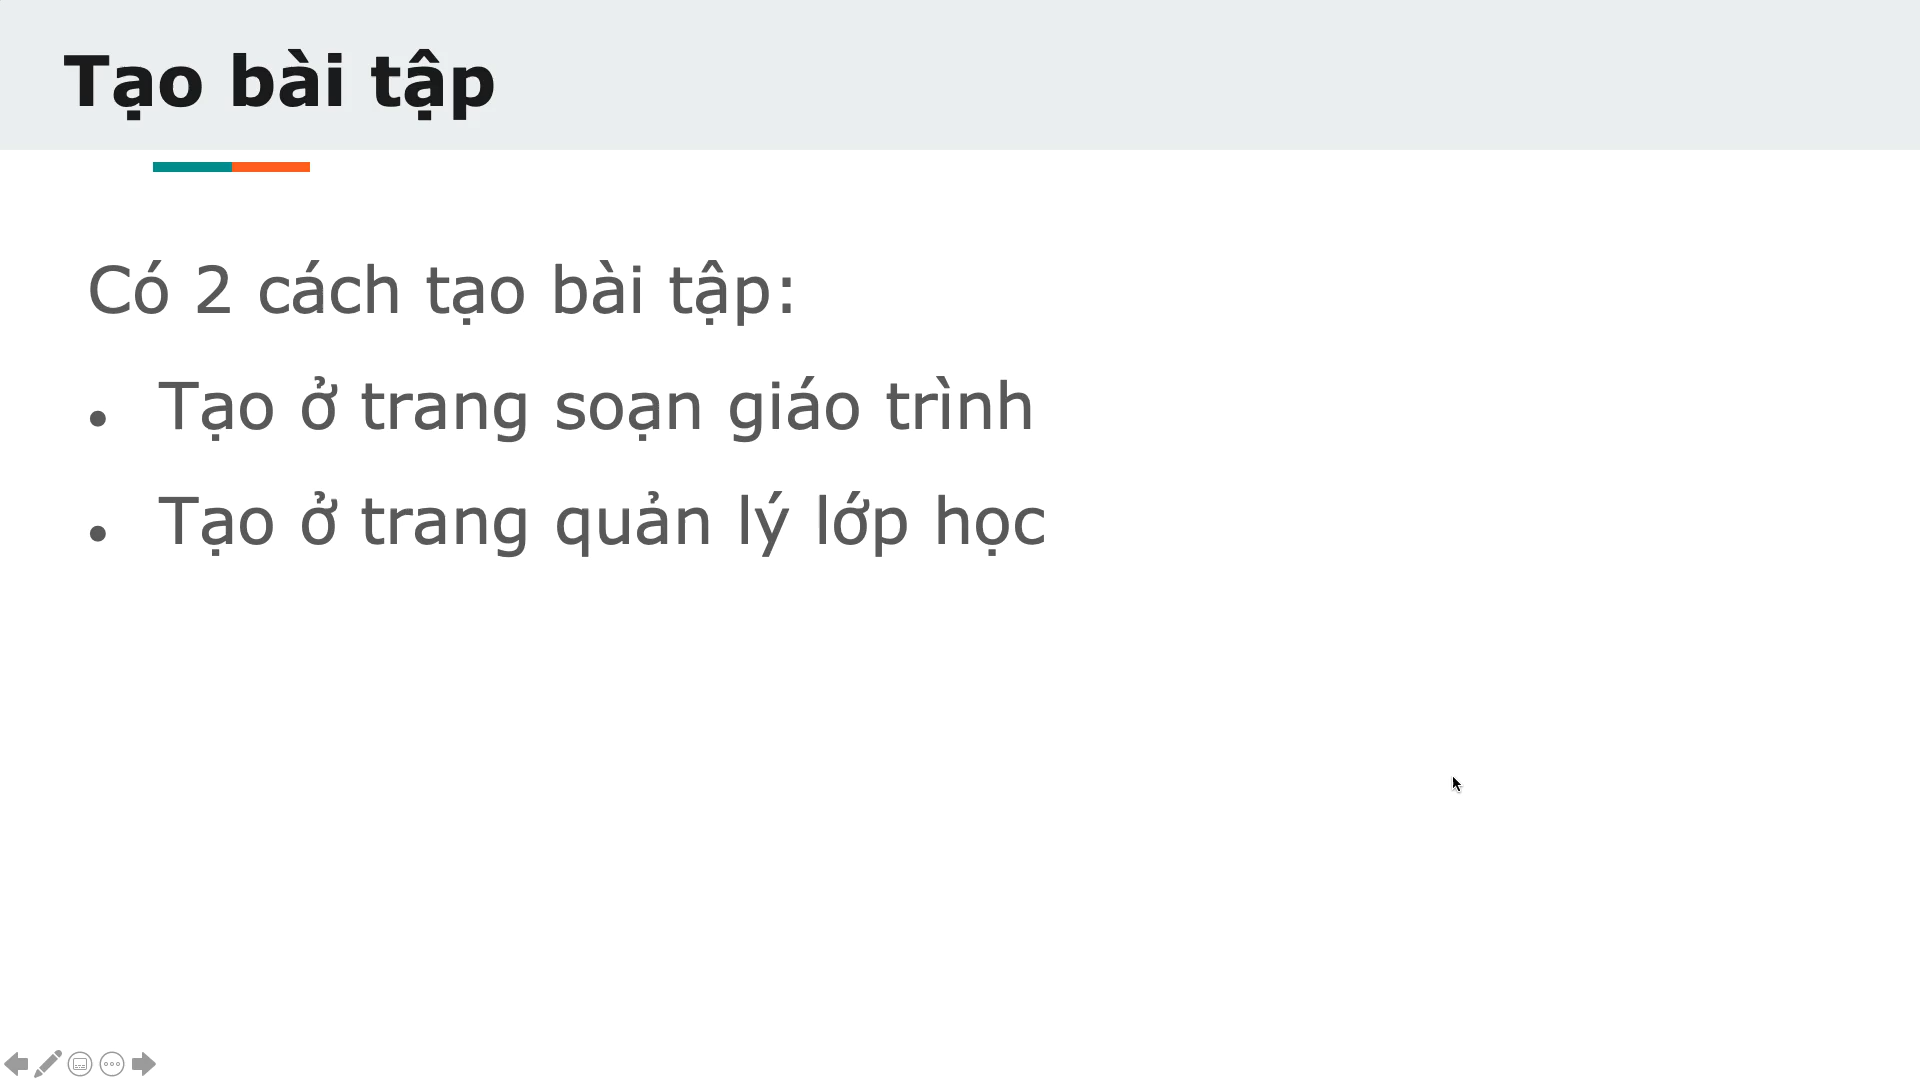 Tạo bài tập
Có 2 cách tạo bài tập:
• Tạo ở trang soạn giáo trình
• Tạo ở trang quản lý lớp học